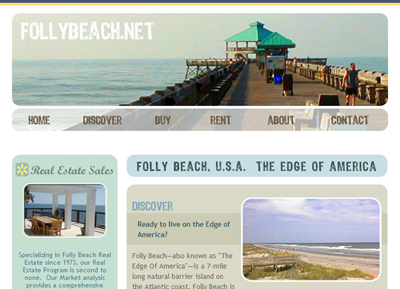 FOLLYBEACH.NET
HOME DISCOVER BUY RENT ABOUT CONTACT
Real Estate Sales
FOLLY BEACH, U.S.A. THE EDGE OF AMERICA
DISCOVER
Ready to live on the Edge of
America?
Folly Beach—also known as "The
Edge Of America"—is a 7-mile
long natural barrier island on
the Atlantic coast. Folly Beach is
Specializing in Folly Beach Real
Estate since 1973, our Real
Estate Program is second to
none. Our Market analysis
provides a comprehensive